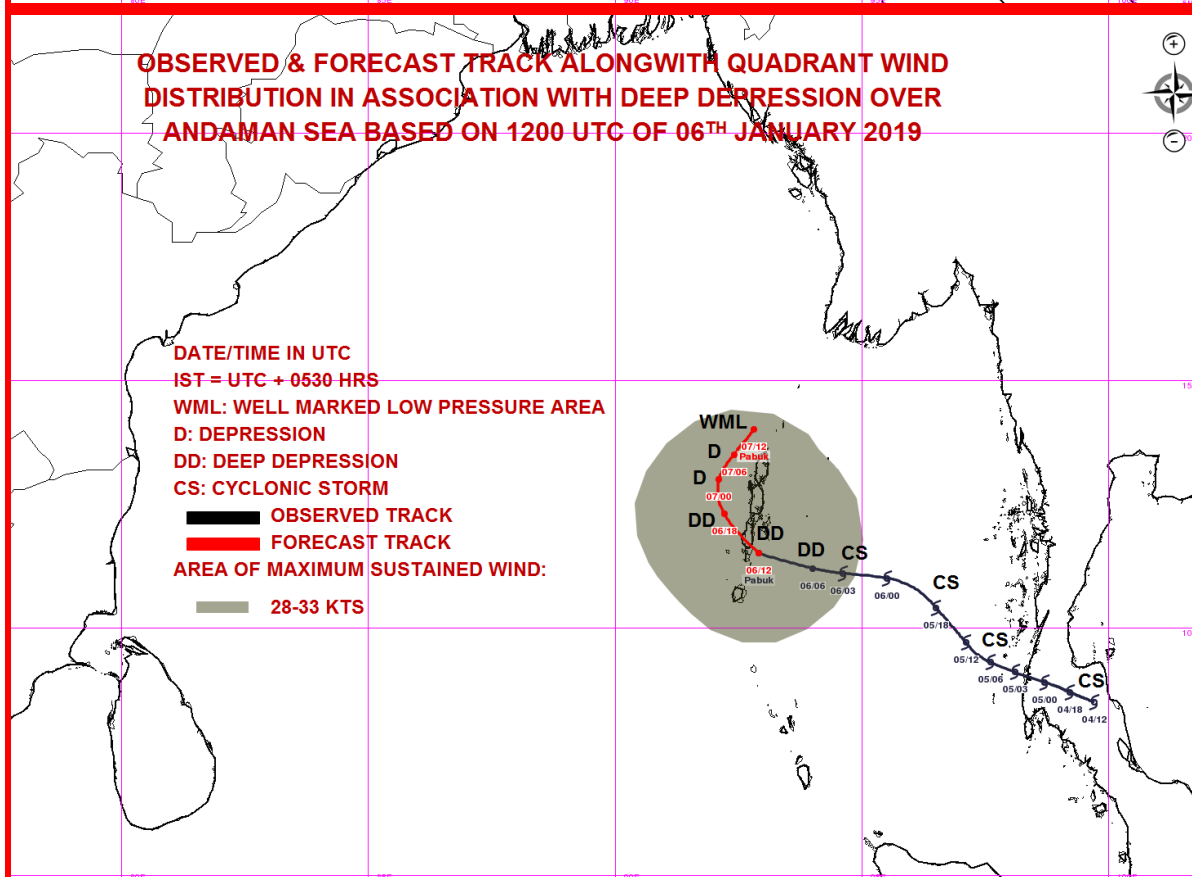 OBSERVED & FORECAST TRACK ALONGWITH QUADRANT WIND
DISTRIBUTION IN ASSOCIATION WITH DEEP DEPRESSION OVER
ANDAMAN SEA BASED ON 1200 UTC OF 06TH JANUARY 2019
DATE/TIME IN UTC
IST = UTC + 0530 HRS
WML: WELL MARKED LOW PRESSURE AREA
D: DEPRESSION
DD: DEEP DEPRESSION
CS: CYCLONIC STORM
OBSERVED TRACK
FORECAST TRACK
AREA OF MAXIMUM SUSTAINED WIND:
28-33 KTS
WML
07/12
Pabuk
D
07/06
D
07/00
DD
06/18
DD
06/12
Pabuk
DD
06/06
CS
06/03
06/00
CS
05/18
05/12
CS
05/06
05/03
05/00
CS
04/18
04/12